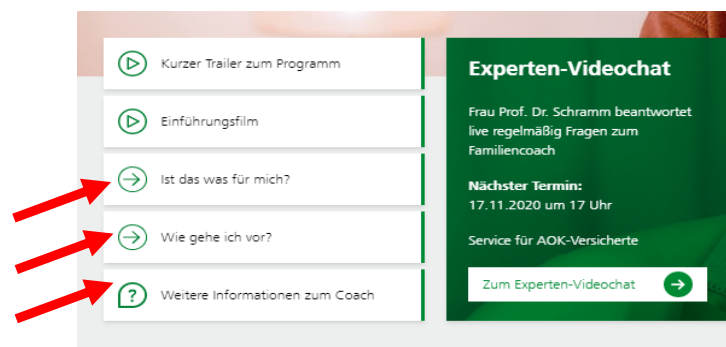 Kurzer Trailer zum Programm
Einführungsfilm
Ist das was für mich?
Wie gehe ich vor?
Weitere Informationen zum Coach
Experten-Videochat
Frau Prof. Dr. Schramm beantwortet
live regelmäßig Fragen zum
Familiencoach
Nächster Termin:
17.11.2020 um 17 Uhr
Service für AOK-Versicherte
Zum Experten-Videochat